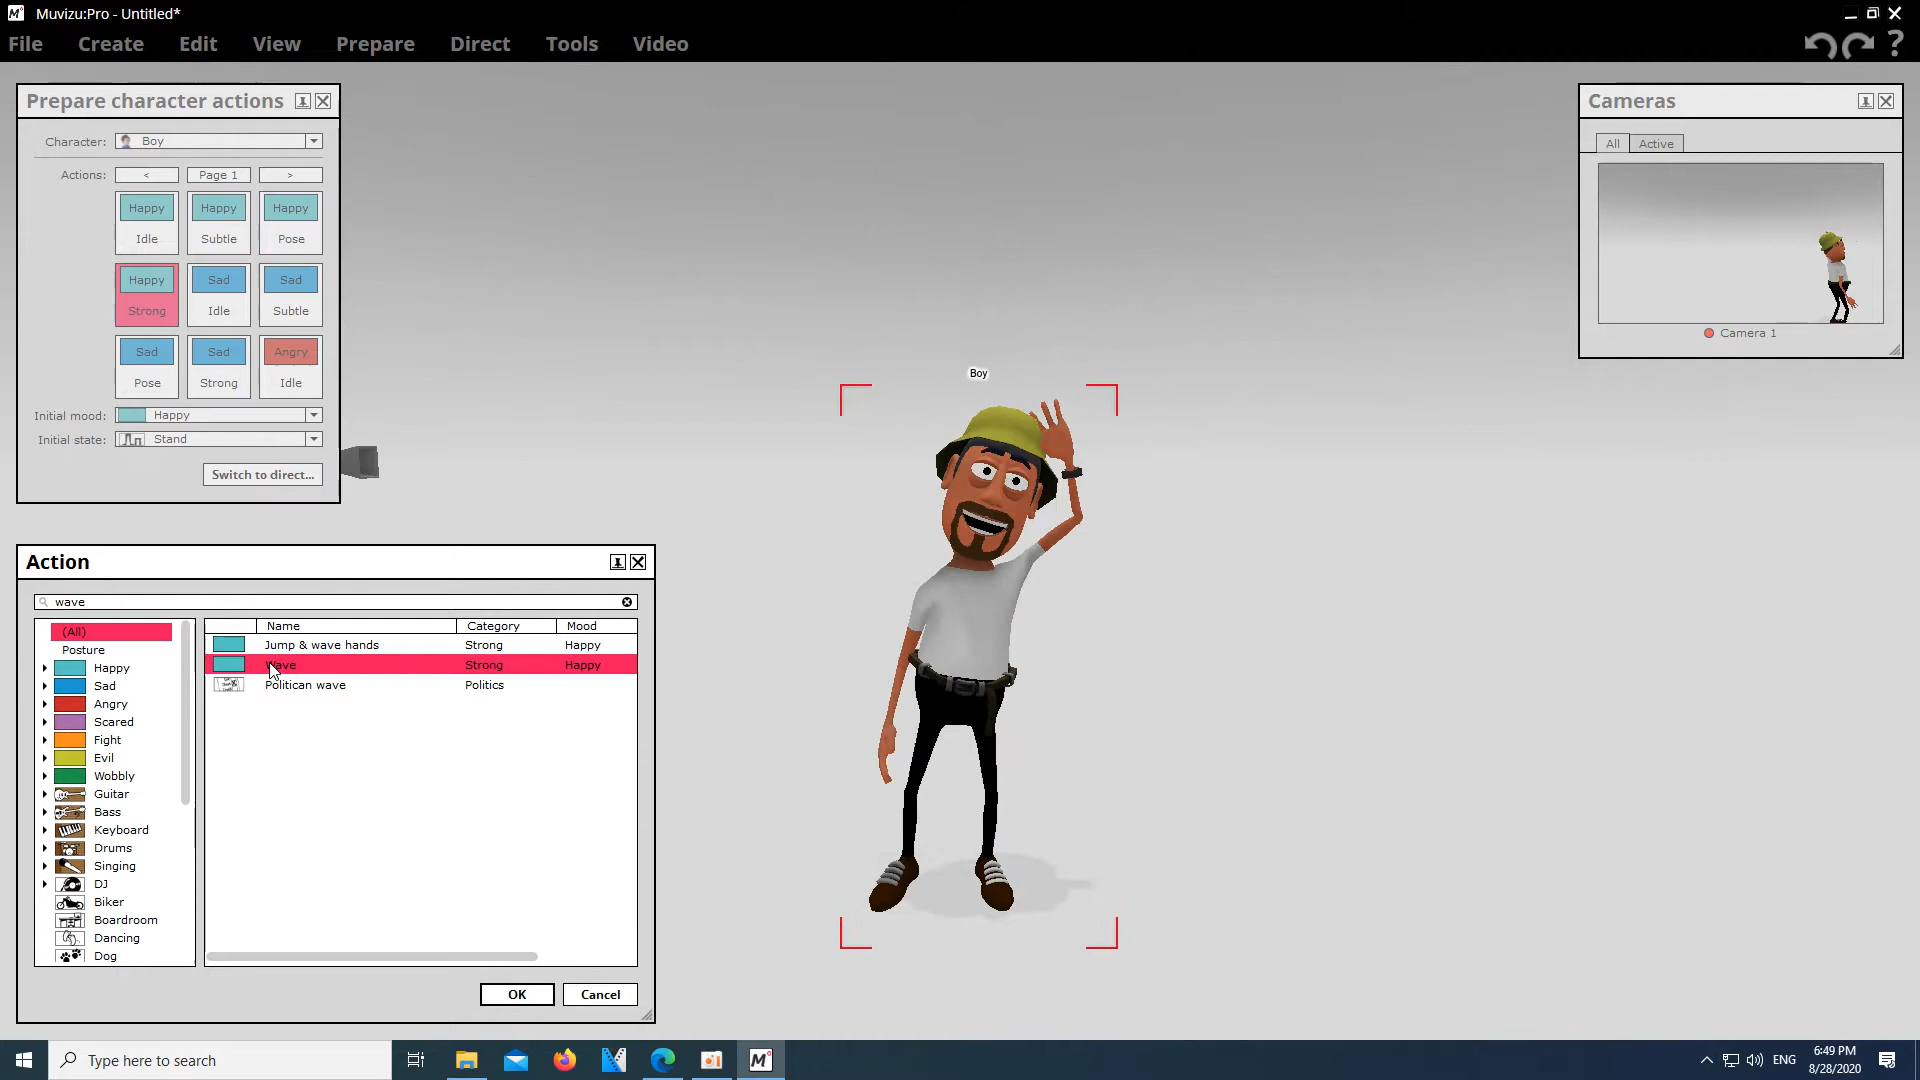 Muvizu:Pro - Untitled*
File Create Edit View Prepare Direct Tools Video
?
Prepare character actions
Character: Boy
Actions: < Page 1 >
Happy Happy Happy
Idle Subtle Pose
Happy Sad Sad
Strong Idle Subtle
Sad Sad Angry
Pose Strong Idle
Initial mood: Happy
Initial state: Stand
Switch to direct...
Cameras
All Active
Camera 1
Boy
Action
wave
(All)
Posture
Happy
Sad
Angry
Scared
Fight
Evil
Wobbly
Guitar
Bass
Keyboard
Drums
Singing
DJ
Biker
Boardroom
Dancing
Dog
Name Category Mood
Jump & wave hands Strong Happy
Wave Strong Happy
Politican wave Politics
OK Cancel
Type here to search
ENG
6:49 PM
8/28/2020